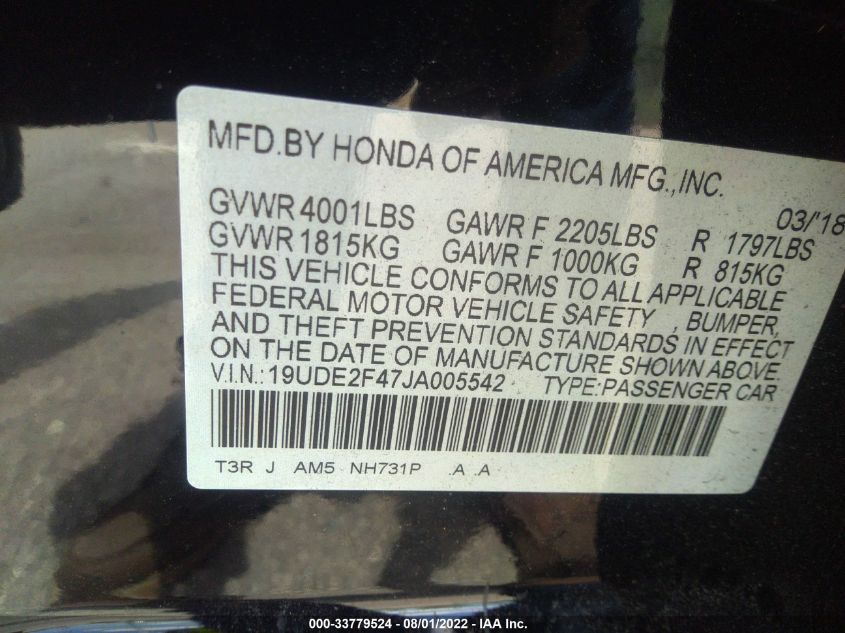 MFD.BY HONDA OF AMERICA MFG.,INC.
03/'18
GVWR 4001LBS GAWR F 2205LBS R 1797LBS
GVWR 1815KG GAWR F 1000KG R 815KG
THIS VEHICLE CONFORMS TO ALL APPLICABLE
FEDERAL MOTOR VEHICLE SAFETY , BUMPER,
AND THEFT PREVENTION STANDARDS IN EFFECT
ON THE DATE OF MANUFACTURE SHOWN ABOVE.
V.I.N.:19UDE2F47JA005542 TYPE:PASSENGER CAR
T3R J AM5 NH731P .A .A
000-33779524 - 08/01/2022 - IAA Inc.